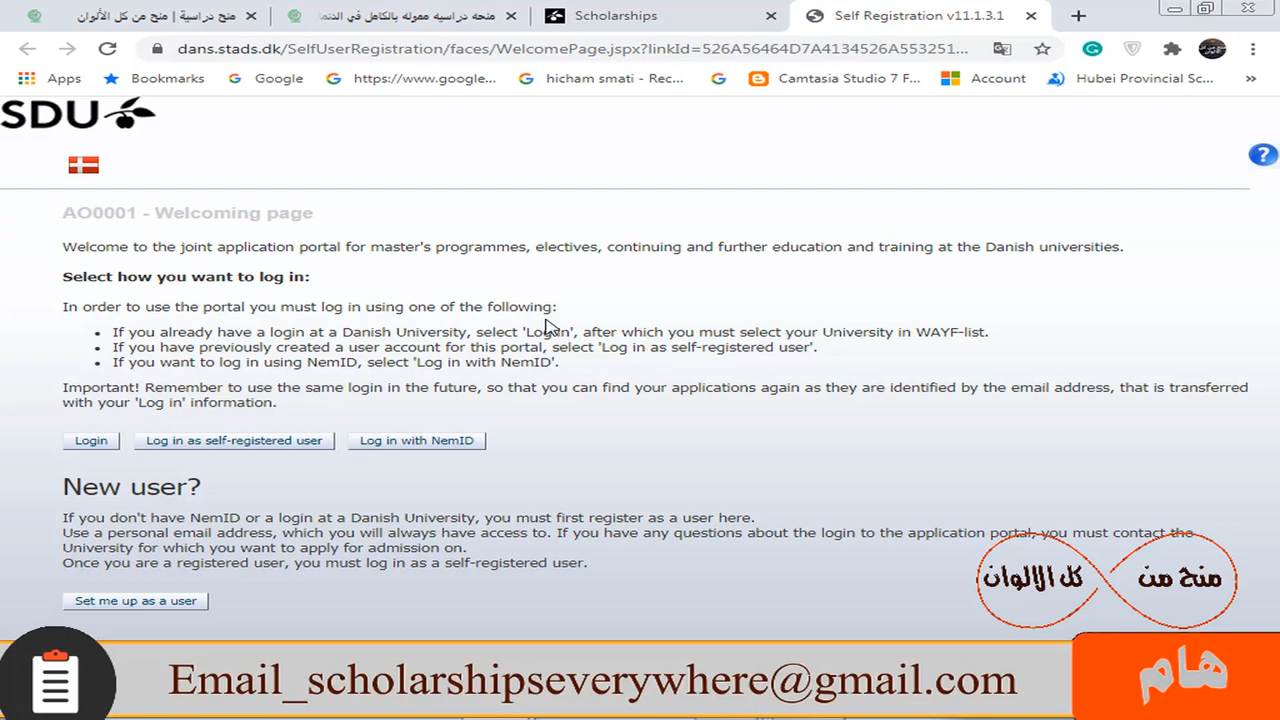 منح دراسية | منح من كل الألوان
منحه دراسيه مموله بالكامل في الدنما
Scholarships
Self Registration v11.1.3.1
dans.stads.dk/SelfUserRegistration/faces/WelcomePage.jspx?linkId=526A56464D7A4134526A553251...
Apps Bookmarks Google https://www.google... hicham smati - Rec... Camtasia Studio 7 F... Account Hubei Provincial Sc... »
SDU
AO0001 - Welcoming page
Welcome to the joint application portal for master's programmes, electives, continuing and further education and training at the Danish universities.
Select how you want to log in:
In order to use the portal you must log in using one of the following:
• If you already have a login at a Danish University, select 'Login', after which you must select your University in WAYF-list.
• If you have previously created a user account for this portal, select 'Log in as self-registered user'.
• If you want to log in using NemID, select 'Log in with NemID'.
Important! Remember to use the same login in the future, so that you can find your applications again as they are identified by the email address, that is transferred
with your 'Log in' information.
Login Log in as self-registered user Log in with NemID
New user?
If you don't have NemID or a login at a Danish University, you must first register as a user here.
Use a personal email address, which you will always have access to. If you have any questions about the login to the application portal, you must contact the
University for which you want to apply for admission on.
Once you are a registered user, you must log in as a self-registered user.
منح من كل الالوان
Set me up as a user
Email_scholarshipseverywhere@gmail.com
هام